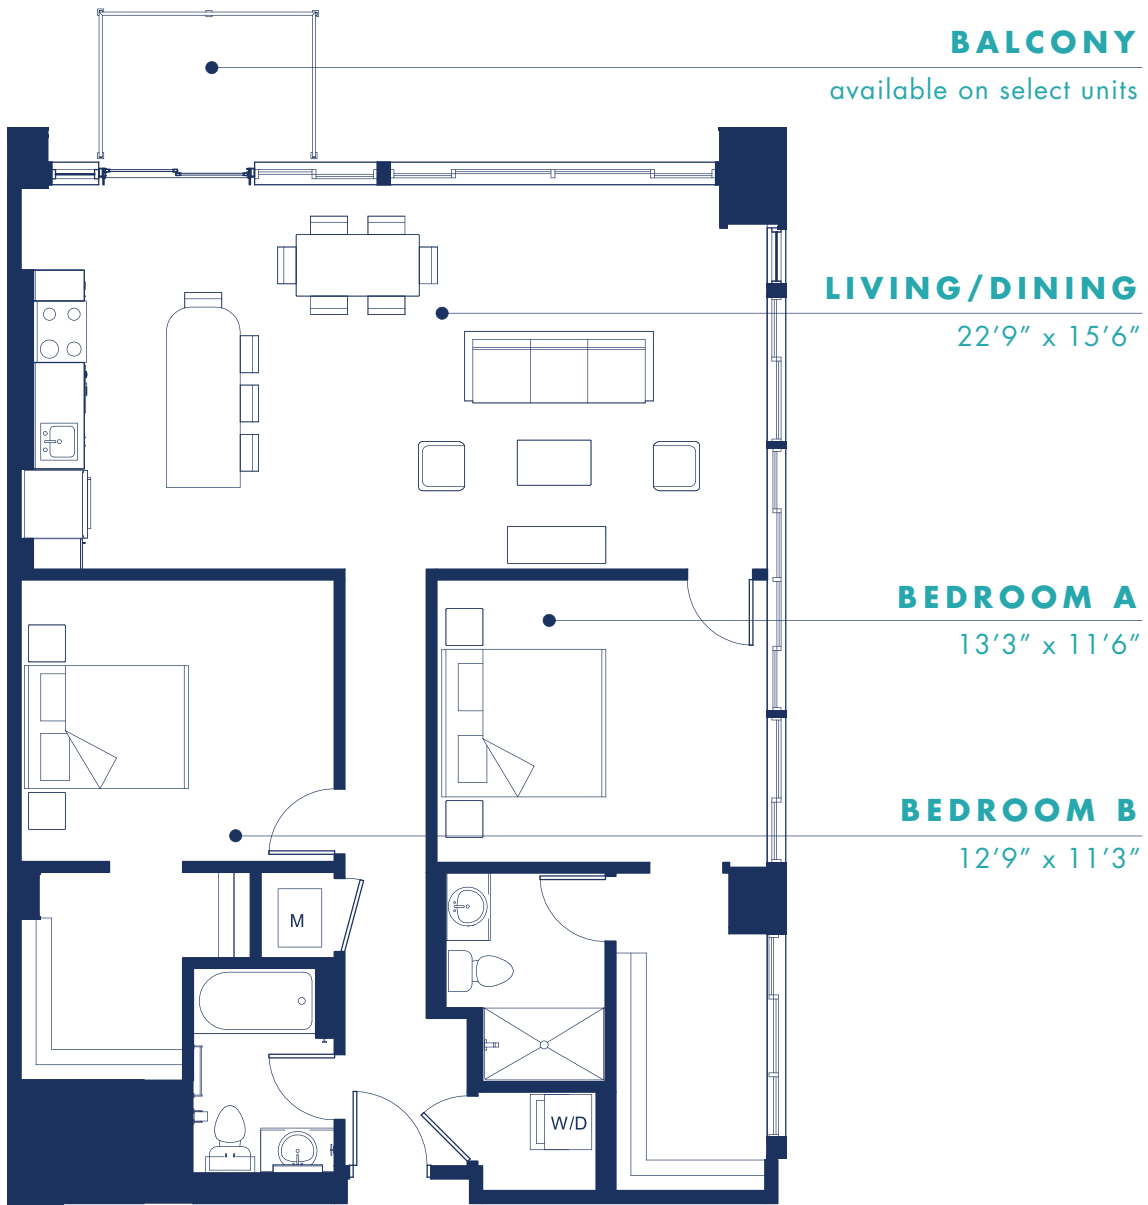 BALCONY
available on select units
LIVING/DINING
22’9” x 15’6”
BEDROOM A
13’3” x 11’6”
BEDROOM B
12’9” x 11’3”
M
W/D